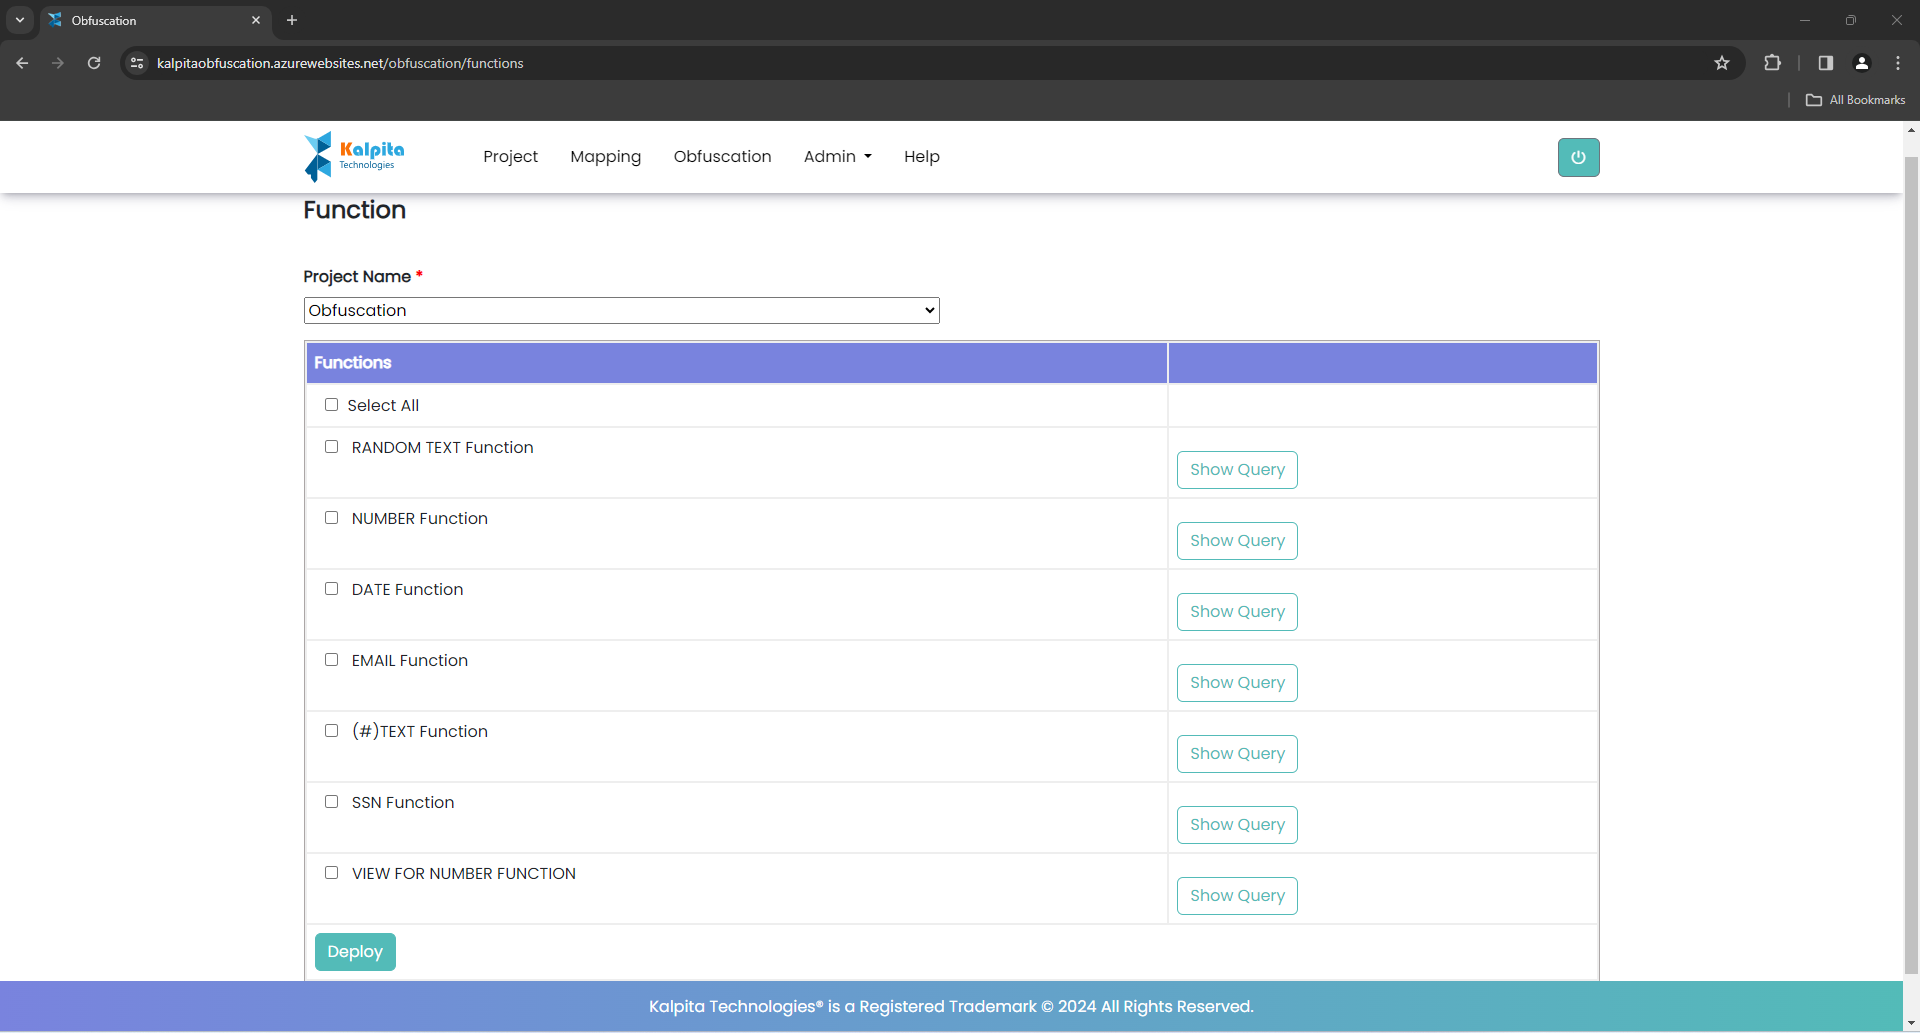 Obfuscation
kalpitaobfuscation.azurewebsites.net/obfuscation/functions
All Bookmarks
Kalpita
Technologies
Project Mapping Obfuscation Admin Help
Function
Project Name *
Obfuscation
Functions
Select All
RANDOM TEXT Function
Show Query
NUMBER Function
Show Query
DATE Function
Show Query
EMAIL Function
Show Query
(#)TEXT Function
Show Query
SSN Function
Show Query
VIEW FOR NUMBER FUNCTION
Show Query
Deploy
Kalpita Technologies® is a Registered Trademark © 2024 All Rights Reserved.